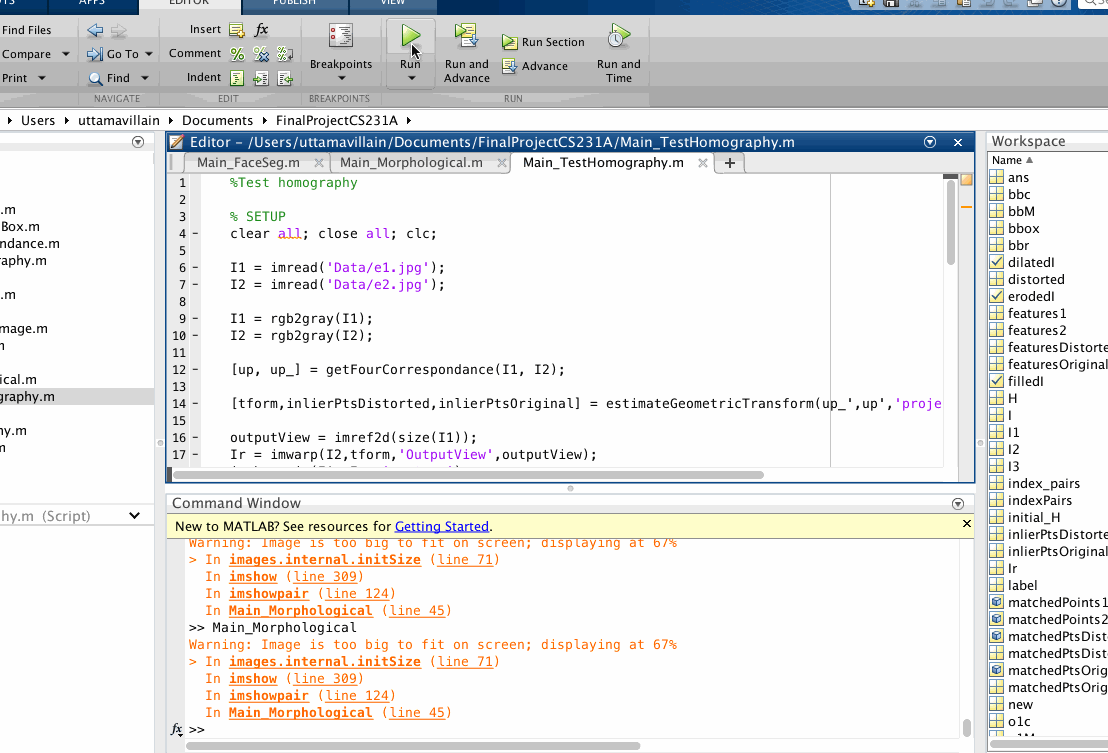 APPS
EDITOR
PUBLISH
VIEW
Find Files
Compare
Print
Go To
Find
NAVIGATE
Insert fx
Comment
Indent
EDIT
Breakpoints
BREAKPOINTS
Run
Run and
Advance
Run Section
Advance
Run and
Time
RUN
Users
uttamavillain
Documents
FinalProjectCS231A
.m
Box.m
ndance.m
raphy.m
.m
mage.m
m
ical.m
graphy.m
hy.m
m
hy.m (Script)
Editor – /Users/uttamavillain/Documents/FinalProjectCS231A/Main_TestHomography.m
Main_FaceSeg.m
Main_Morphological.m
Main_TestHomography.m
+
1 %Test homography
2
3 % SETUP
4 – clear all; close all; clc;
5
6 – I1 = imread('Data/e1.jpg');
7 – I2 = imread('Data/e2.jpg');
8
9 – I1 = rgb2gray(I1);
10 – I2 = rgb2gray(I2);
11
12 – [up, up_] = getFourCorrespondance(I1, I2);
13
14 – [tform,inlierPtsDistorted,inlierPtsOriginal] = estimateGeometricTransform(up_',up','proje
15
16 – outputView = imref2d(size(I1));
17 – Ir = imwarp(I2,tform,'OutputView',outputView);
Command Window
New to MATLAB? See resources for Getting Started.
Warning: Image is too big to fit on screen; displaying at 67%
> In images.internal.initSize (line 71)
In imshow (line 309)
In imshowpair (line 124)
In Main_Morphological (line 45)
>> Main_Morphological
Warning: Image is too big to fit on screen; displaying at 67%
> In images.internal.initSize (line 71)
In imshow (line 309)
In imshowpair (line 124)
In Main_Morphological (line 45)
fx >>
Workspace
Name
ans
bbc
bbM
bbox
bbr
dilatedI
distorted
erodedI
features1
features2
featuresDistorte
featuresOriginal
filledI
H
I
I1
I2
I3
index_pairs
indexPairs
initial_H
inlierPtsDistorte
inlierPtsOriginal
Ir
label
matchedPoints1
matchedPoints2
matchedPtsDist
matchedPtsDist
matchedPtsOrig
matchedPtsOrig
new
o1c